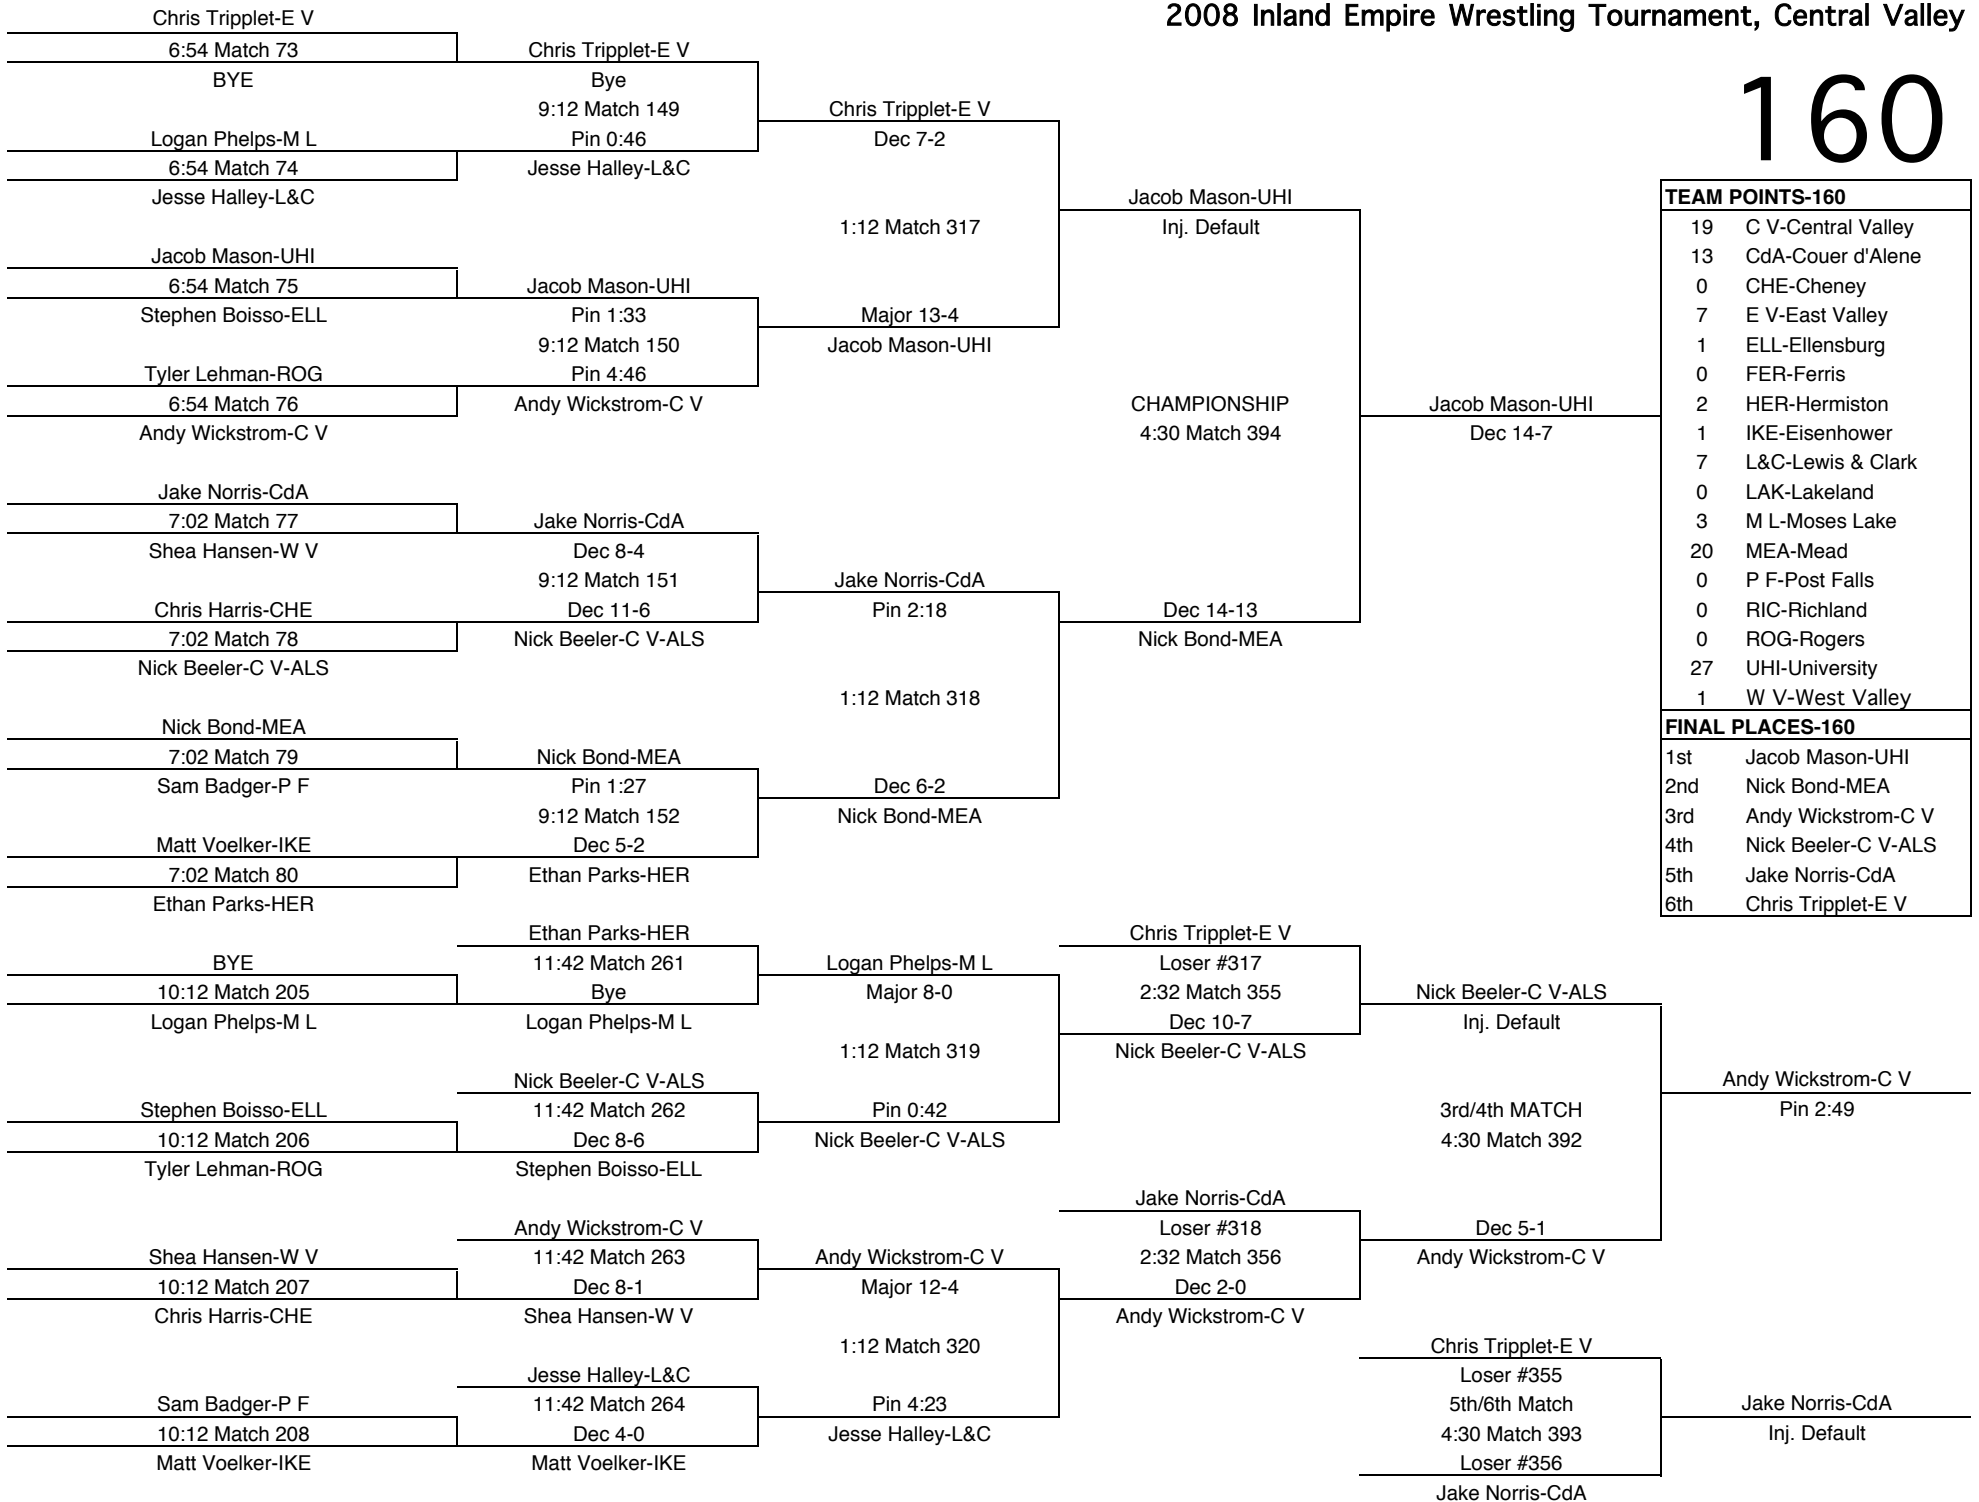 2008 Inland Empire Wrestling Tournament, Central Valley
160
Chris Tripplet-E V
6:54 Match 73
BYE
Logan Phelps-M L
6:54 Match 74
Jesse Halley-L&C
Jacob Mason-UHI
6:54 Match 75
Stephen Boisso-ELL
Tyler Lehman-ROG
6:54 Match 76
Andy Wickstrom-C V
Jake Norris-CdA
7:02 Match 77
Shea Hansen-W V
Chris Harris-CHE
7:02 Match 78
Nick Beeler-C V-ALS
Nick Bond-MEA
7:02 Match 79
Sam Badger-P F
Matt Voelker-IKE
7:02 Match 80
Ethan Parks-HER
Chris Tripplet-E V
Bye
9:12 Match 149
Pin 0:46
Jesse Halley-L&C
Jacob Mason-UHI
Pin 1:33
9:12 Match 150
Pin 4:46
Andy Wickstrom-C V
Jake Norris-CdA
Dec 8-4
9:12 Match 151
Dec 11-6
Nick Beeler-C V-ALS
Nick Bond-MEA
Pin 1:27
9:12 Match 152
Dec 5-2
Ethan Parks-HER
Chris Tripplet-E V
Dec 7-2
1:12 Match 317
Major 13-4
Jacob Mason-UHI
Jake Norris-CdA
Pin 2:18
1:12 Match 318
Dec 6-2
Nick Bond-MEA
Jacob Mason-UHI
Inj. Default
CHAMPIONSHIP
4:30 Match 394
Dec 14-13
Nick Bond-MEA
Jacob Mason-UHI
Dec 14-7
TEAM POINTS-160
19 C V-Central Valley
13 CdA-Couer d'Alene
0 CHE-Cheney
7 E V-East Valley
1 ELL-Ellensburg
0 FER-Ferris
2 HER-Hermiston
1 IKE-Eisenhower
7 L&C-Lewis & Clark
0 LAK-Lakeland
3 M L-Moses Lake
20 MEA-Mead
0 P F-Post Falls
0 RIC-Richland
0 ROG-Rogers
27 UHI-University
1 W V-West Valley
FINAL PLACES-160
1st Jacob Mason-UHI
2nd Nick Bond-MEA
3rd Andy Wickstrom-C V
4th Nick Beeler-C V-ALS
5th Jake Norris-CdA
6th Chris Tripplet-E V
BYE
10:12 Match 205
Logan Phelps-M L
Stephen Boisso-ELL
10:12 Match 206
Tyler Lehman-ROG
Shea Hansen-W V
10:12 Match 207
Chris Harris-CHE
Sam Badger-P F
10:12 Match 208
Matt Voelker-IKE
Ethan Parks-HER
11:42 Match 261
Bye
Logan Phelps-M L
Nick Beeler-C V-ALS
11:42 Match 262
Dec 8-6
Stephen Boisso-ELL
Andy Wickstrom-C V
11:42 Match 263
Dec 8-1
Shea Hansen-W V
Jesse Halley-L&C
11:42 Match 264
Dec 4-0
Matt Voelker-IKE
Logan Phelps-M L
Major 8-0
1:12 Match 319
Pin 0:42
Nick Beeler-C V-ALS
Andy Wickstrom-C V
Major 12-4
1:12 Match 320
Pin 4:23
Jesse Halley-L&C
Chris Tripplet-E V
Loser #317
2:32 Match 355
Dec 10-7
Nick Beeler-C V-ALS
Jake Norris-CdA
Loser #318
2:32 Match 356
Dec 2-0
Andy Wickstrom-C V
Nick Beeler-C V-ALS
Inj. Default
3rd/4th MATCH
4:30 Match 392
Dec 5-1
Andy Wickstrom-C V
Andy Wickstrom-C V
Pin 2:49
Chris Tripplet-E V
Loser #355
5th/6th Match
4:30 Match 393
Loser #356
Jake Norris-CdA
Jake Norris-CdA
Inj. Default